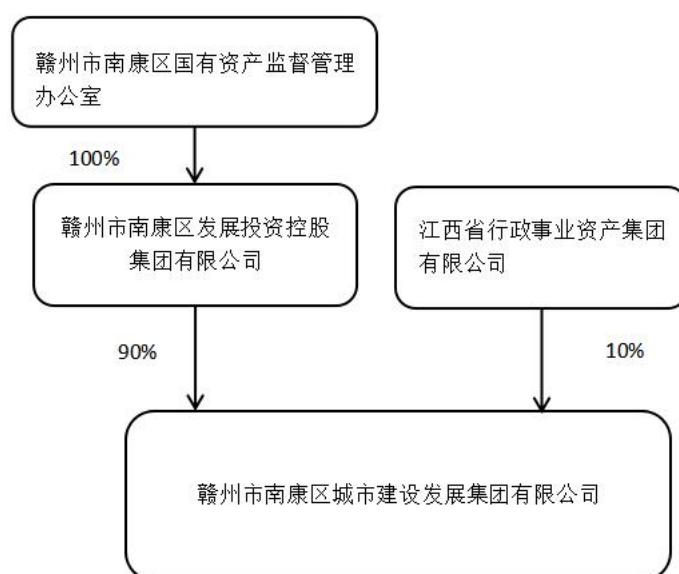 赣州市南康区国有资产监督管理
办公室
100%
赣州市南康区发展投资控股
集团有限公司
江西省行政事业资产集团
有限公司
90%
10%
赣州市南康区城市建设发展集团有限公司